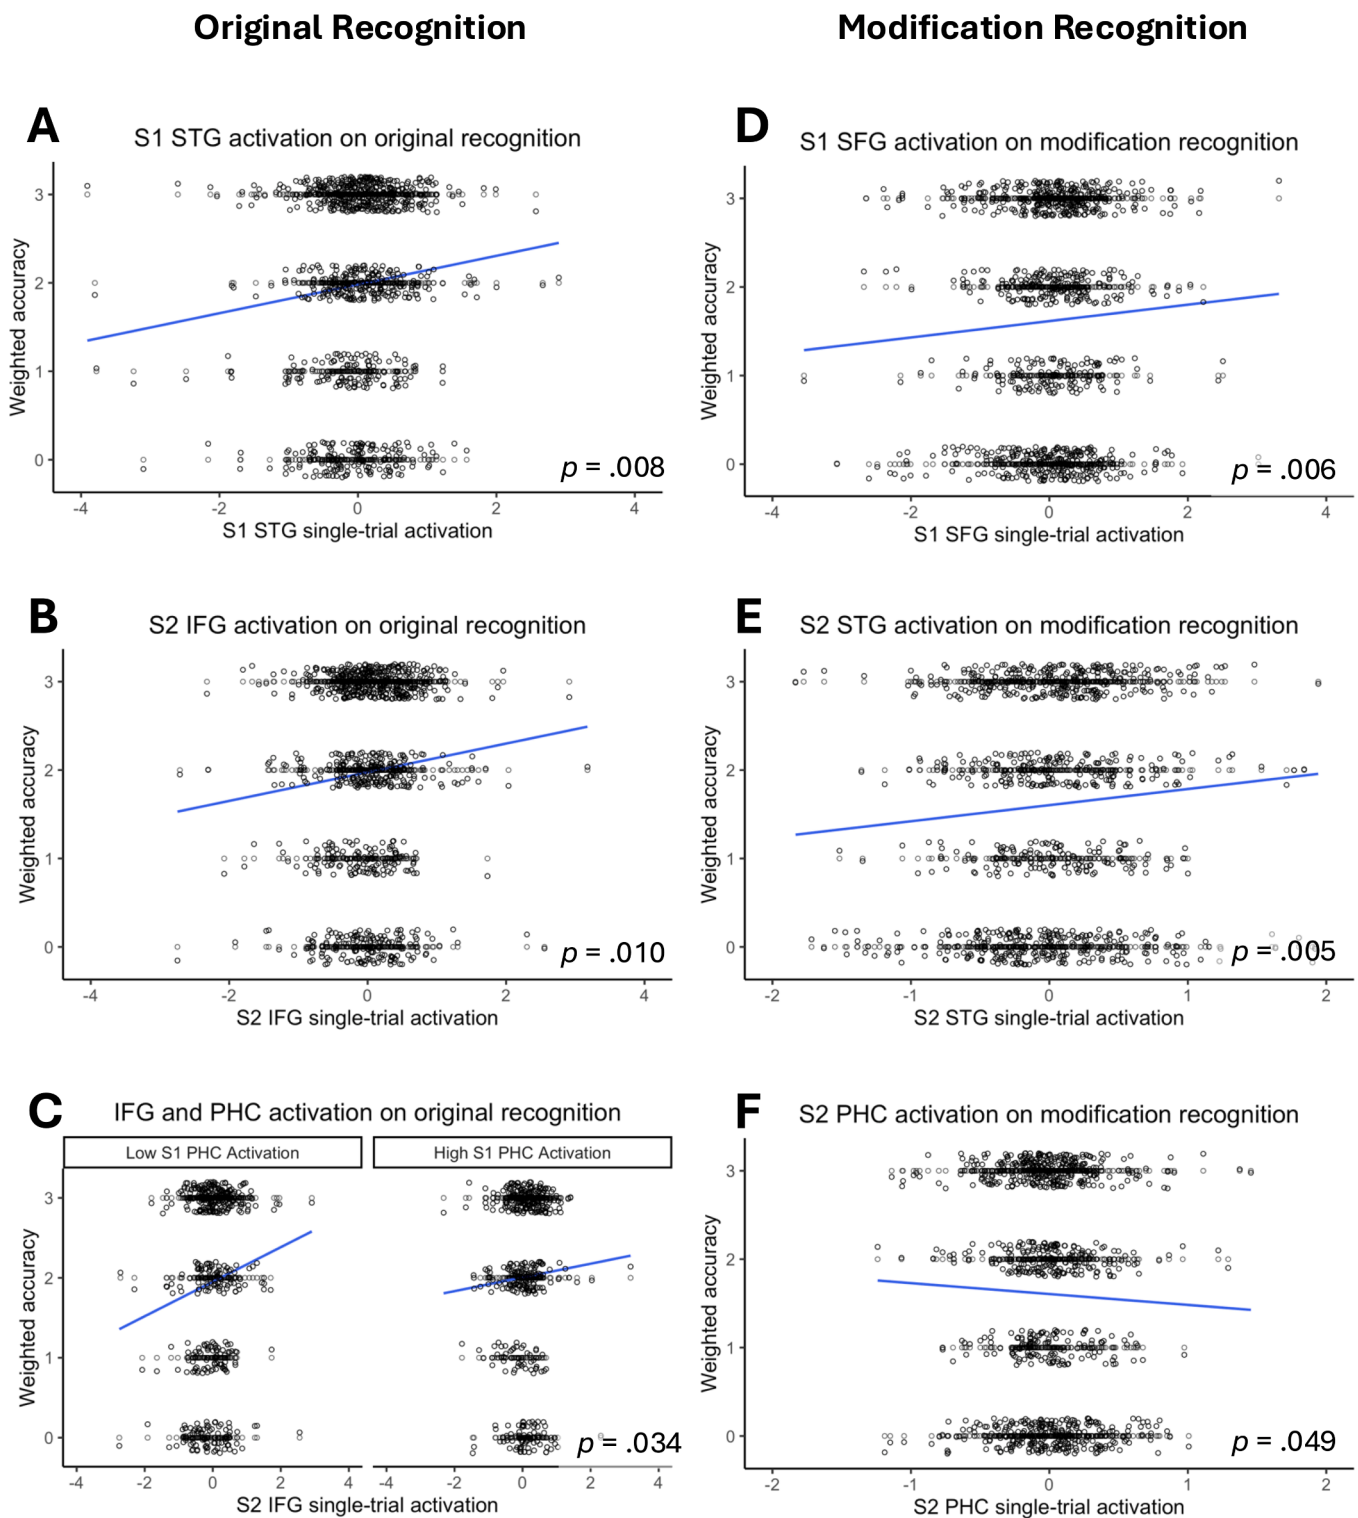 Original Recognition
Modification Recognition
A
S1 STG activation on original recognition
Weighted accuracy
3
2
1
0
p = .008
-4
-2
0
2
4
S1 STG single-trial activation
D
S1 SFG activation on modification recognition
Weighted accuracy
3
2
1
0
p = .006
-4
-2
0
2
4
S1 SFG single-trial activation
B
S2 IFG activation on original recognition
Weighted accuracy
3
2
1
0
p = .010
-4
-2
0
2
4
S2 IFG single-trial activation
E
S2 STG activation on modification recognition
Weighted accuracy
3
2
1
0
p = .005
-2
-1
0
1
2
S2 STG single-trial activation
C
IFG and PHC activation on original recognition
Low S1 PHC Activation
High S1 PHC Activation
Weighted accuracy
3
2
1
0
p = .034
-4
-2
0
2
4
-4
-2
0
2
4
S2 IFG single-trial activation
F
S2 PHC activation on modification recognition
Weighted accuracy
3
2
1
0
p = .049
-2
-1
0
1
2
S2 PHC single-trial activation